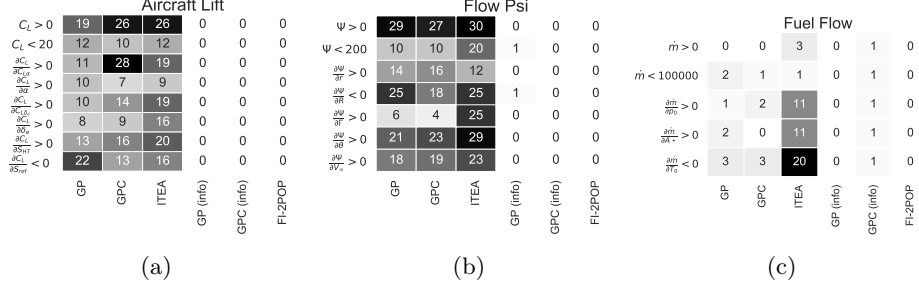 Aircraft Lift
C_L > 0 19 26 26 0 0 0
C_L < 20 12 10 12 0 0 0
∂C_L/∂C_Lα > 0 11 28 19 0 0 0
∂C_L/∂α > 0 10 7 9 0 0 0
∂C_L/∂C_Lδe > 0 10 14 19 0 0 0
∂C_L/∂δe > 0 8 9 16 0 0 0
∂C_L/∂S_HT > 0 13 16 20 0 0 0
∂C_L/∂S_ref < 0 22 13 16 0 0 0
GP GPC ITEA GP (info) GPC (info) FI-2POP
(a)
Flow Psi
Ψ > 0 29 27 30 0 0 0
Ψ < 200 10 10 20 1 0 0
∂Ψ/∂r > 0 14 16 12 0 0 0
∂Ψ/∂R < 0 25 18 25 1 0 0
∂Ψ/∂Γ > 0 6 4 25 0 0 0
∂Ψ/∂θ > 0 21 23 29 0 0 0
∂Ψ/∂V∞ > 0 18 19 23 0 0 0
GP GPC ITEA GP (info) GPC (info) FI-2POP
(b)
Fuel Flow
ṁ > 0 0 0 3 0 1 0
ṁ < 100000 2 1 1 0 1 0
∂ṁ/∂p₀ > 0 1 2 11 0 1 0
∂ṁ/∂A⋆ > 0 2 0 11 0 1 0
∂ṁ/∂T₀ < 0 3 3 20 0 1 0
GP GPC ITEA GP (info) GPC (info) FI-2POP
(c)